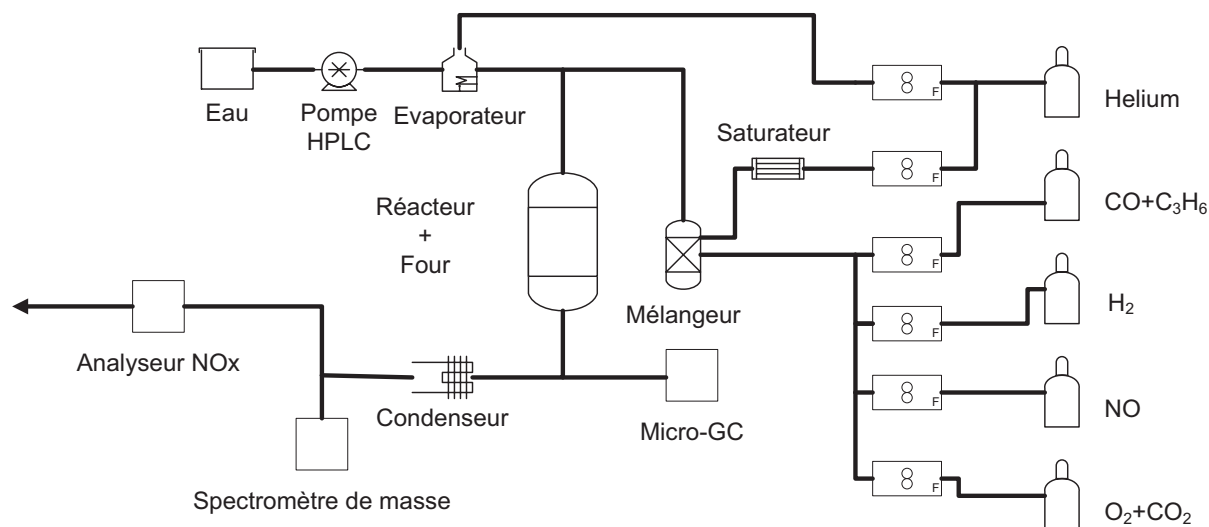 Eau
Pompe
HPLC
Evaporateur
F
Helium
Saturateur
F
CO+C₃H₆
Réacteur
+
Four
F
Mélangeur
F
H₂
Analyseur NOx
Condenseur
Micro-GC
F
NO
Spectromètre de masse
F
O₂+CO₂